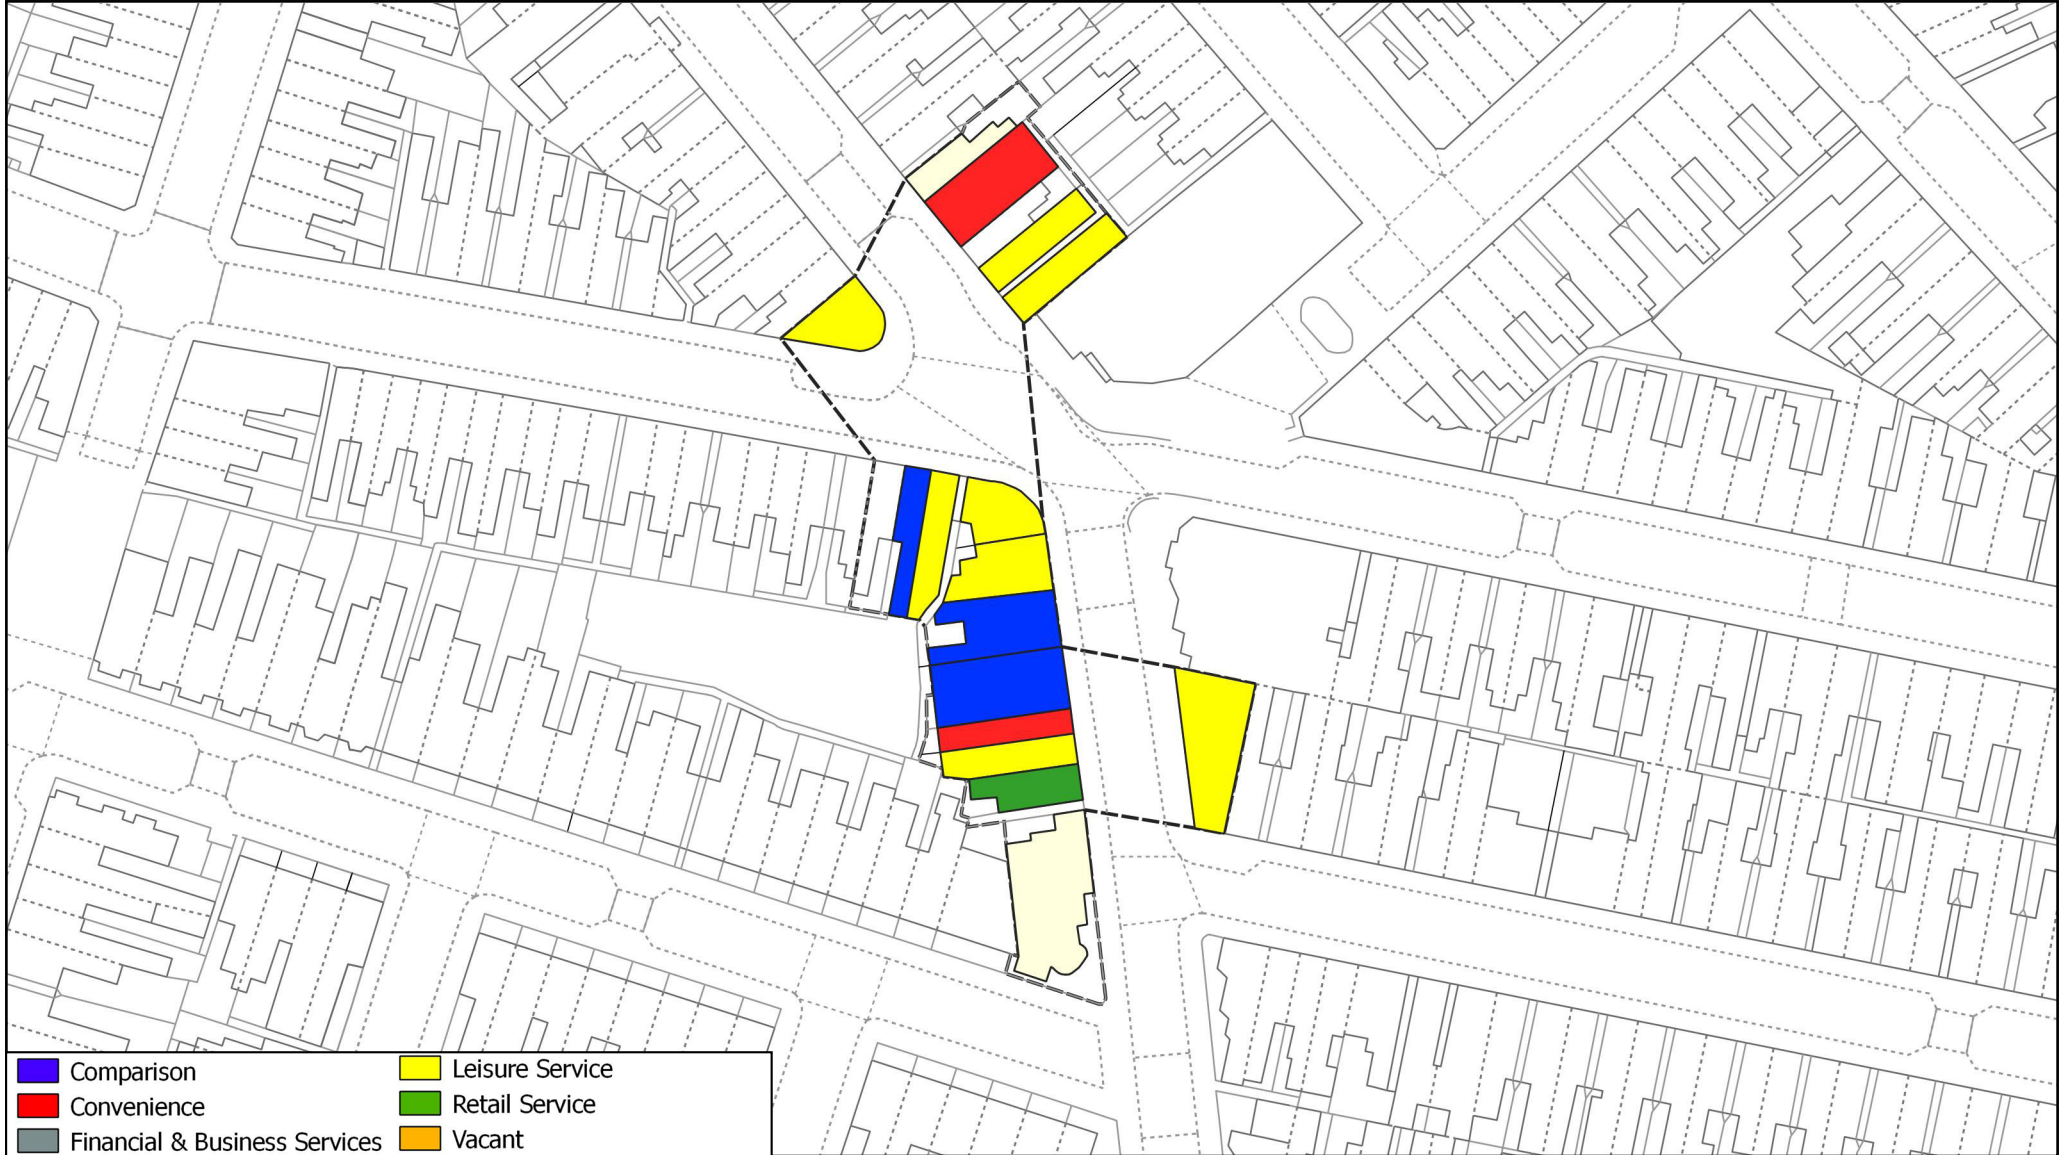 Comparison
Convenience
Financial & Business Services
Leisure Service
Retail Service
Vacant